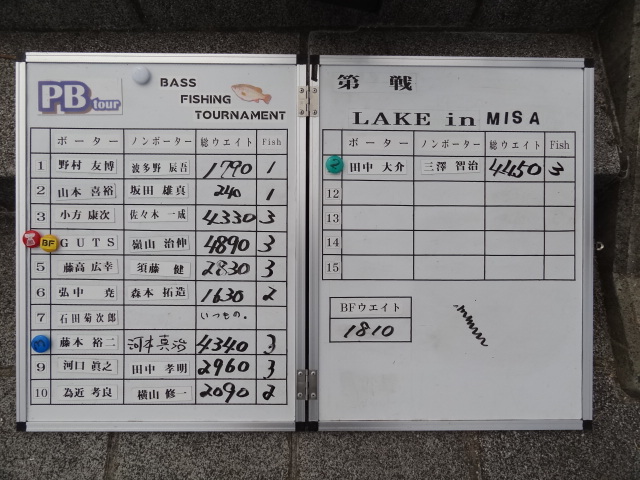 PB tour
BASS
FISHING
TOURNAMENT
ボーター ノンボーター 総ウエイト Fish
1 野村 友博 波多野 辰吾 1790 1
2 山本 喜裕 坂田 雄真 240 1
3 小方 康次 佐々木 一成 4330 3
BF GUTS 嶺山 治伸 4890 3
5 藤高 広幸 須藤 健 2830 3
6 弘中 尭 森本 拓造 1630 2
7 石田菊次郎 いつもの。
藤本 裕二 河本真治 4340 3
9 河口 眞之 田中 孝明 2960 3
10 為近 考良 横山 修一 2090 2
第 戦
LAKE in MISA
ボーター ノンボーター 総ウエイト Fish
田中 大介 三澤 智治 4450 3
12
13
14
15
BFウエイト
1810